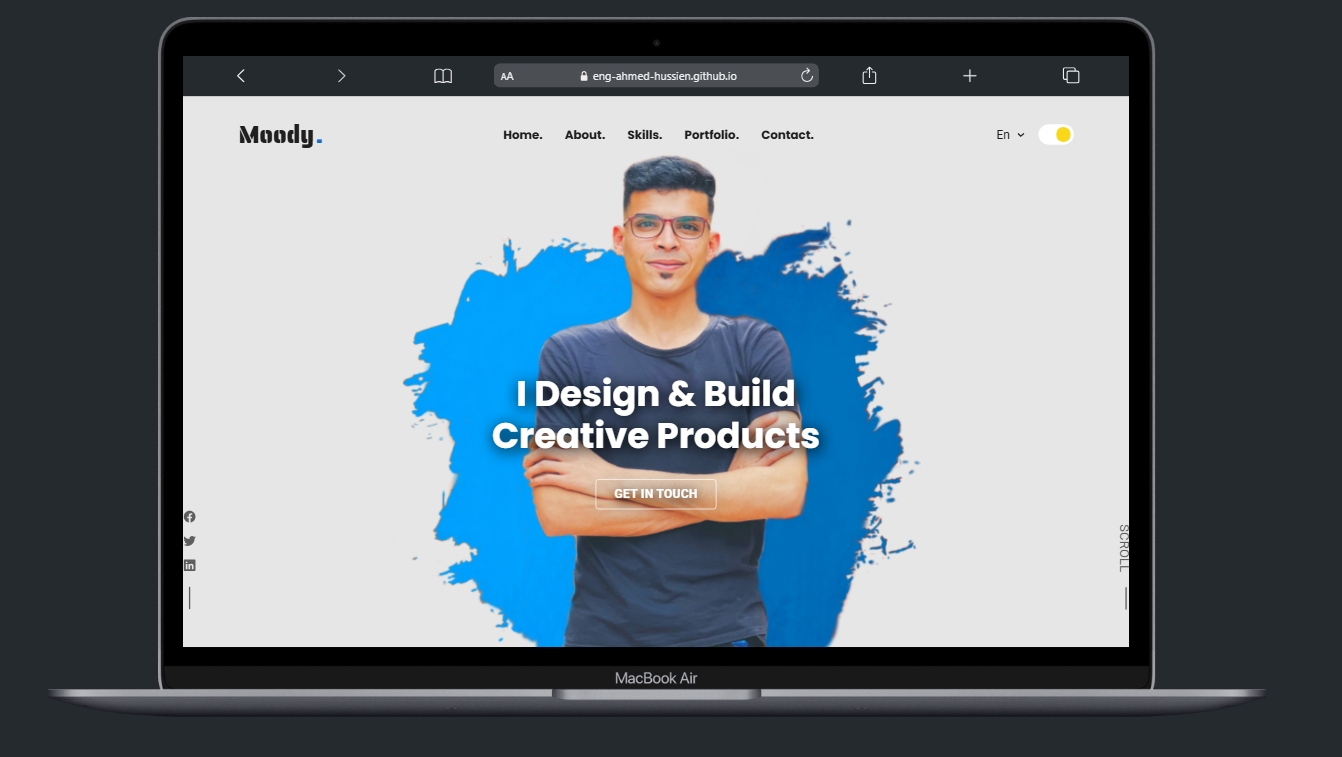 AA eng-ahmed-hussien.github.io
Moody.
Home. About. Skills. Portfolio. Contact.
En
I Design & Build
Creative Products
GET IN TOUCH
SCROLL
MacBook Air